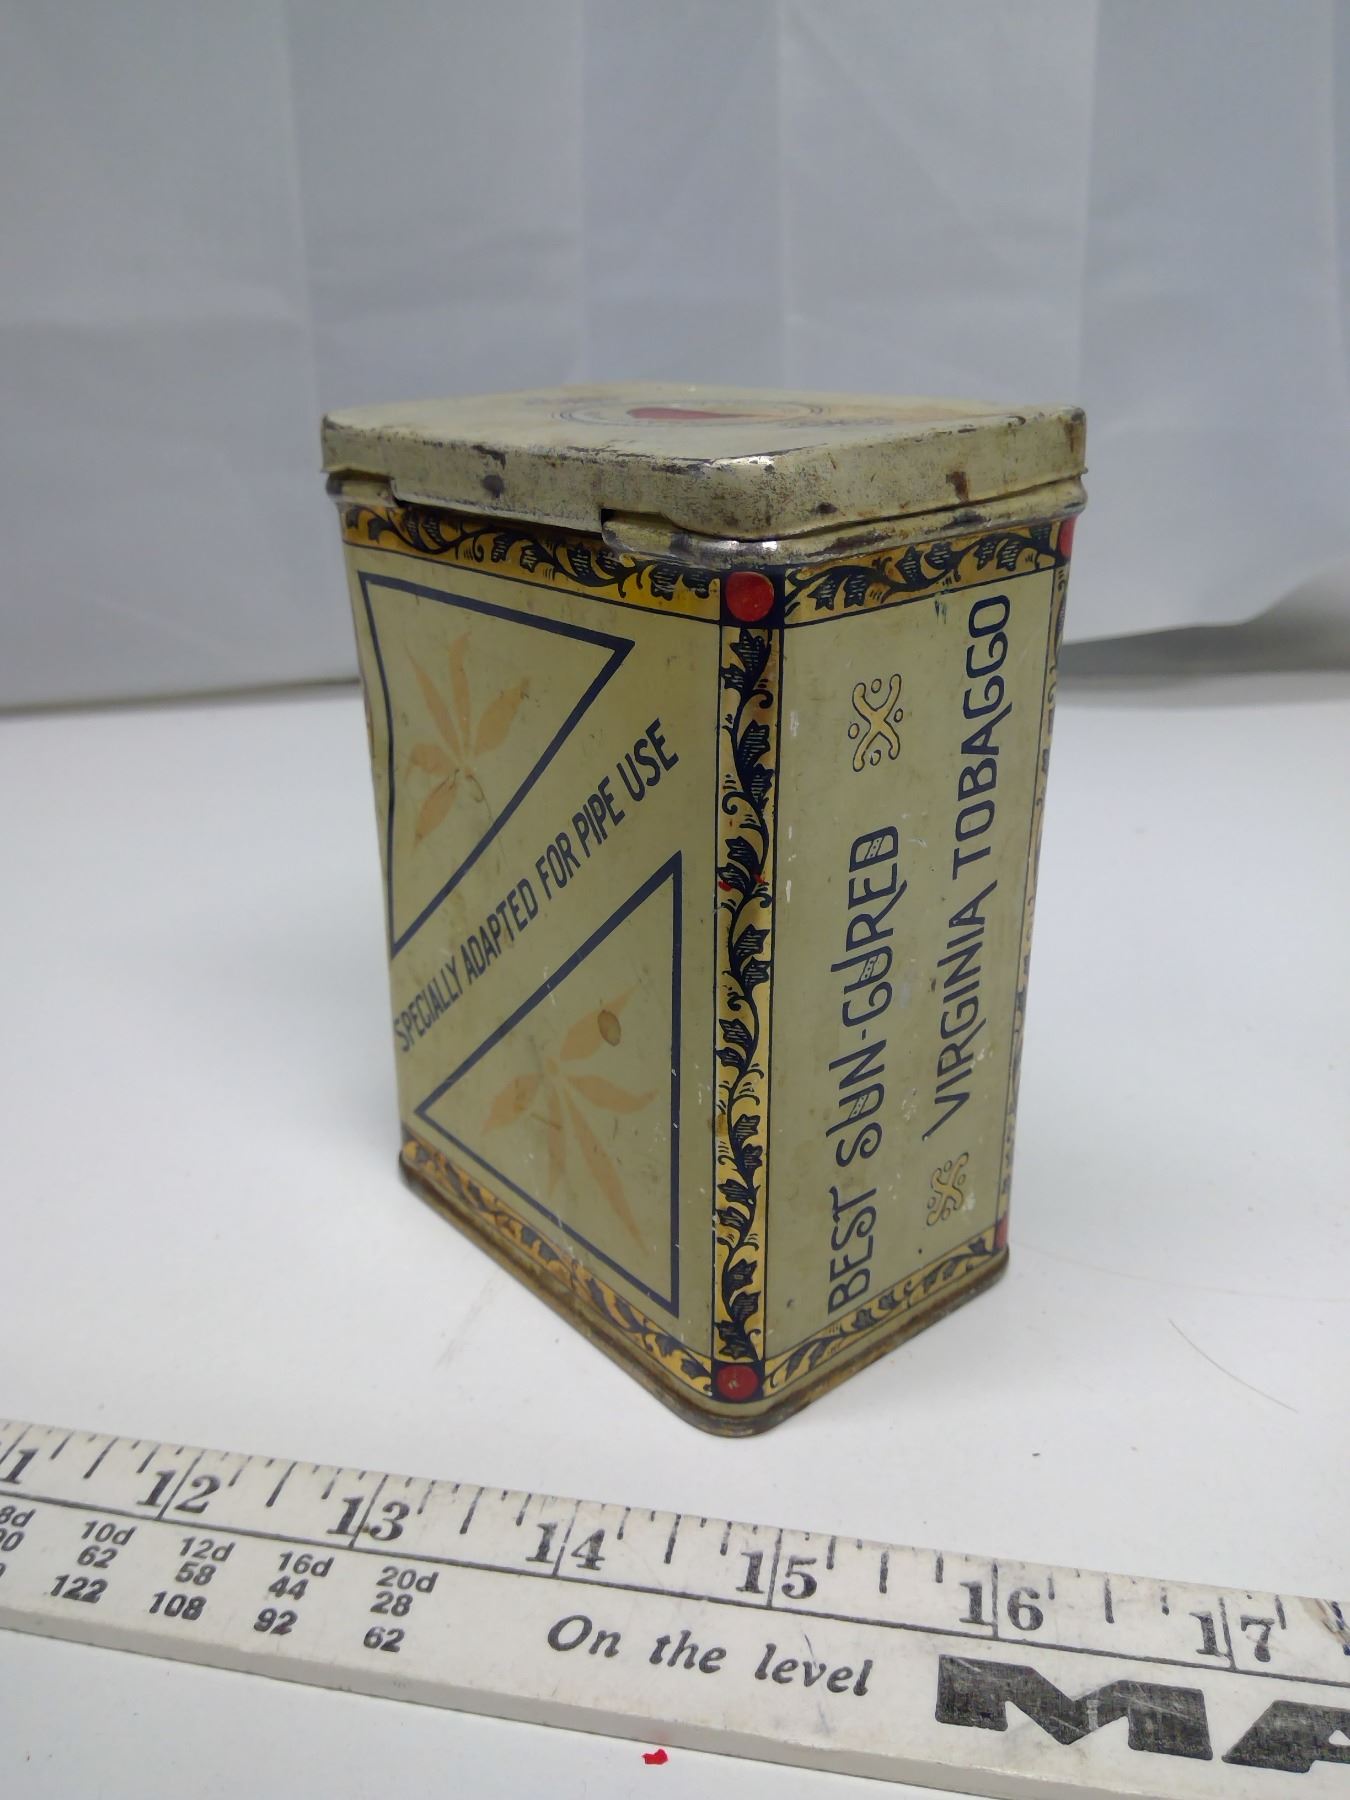 SPECIALLY ADAPTED FOR PIPE USE
BEST SUN-CURED
VIRGINIA TOBACCO
12 13 14 15 16 17
8d 10d 12d 16d 20d
62 58 44 28
122 108 92 62
On the level